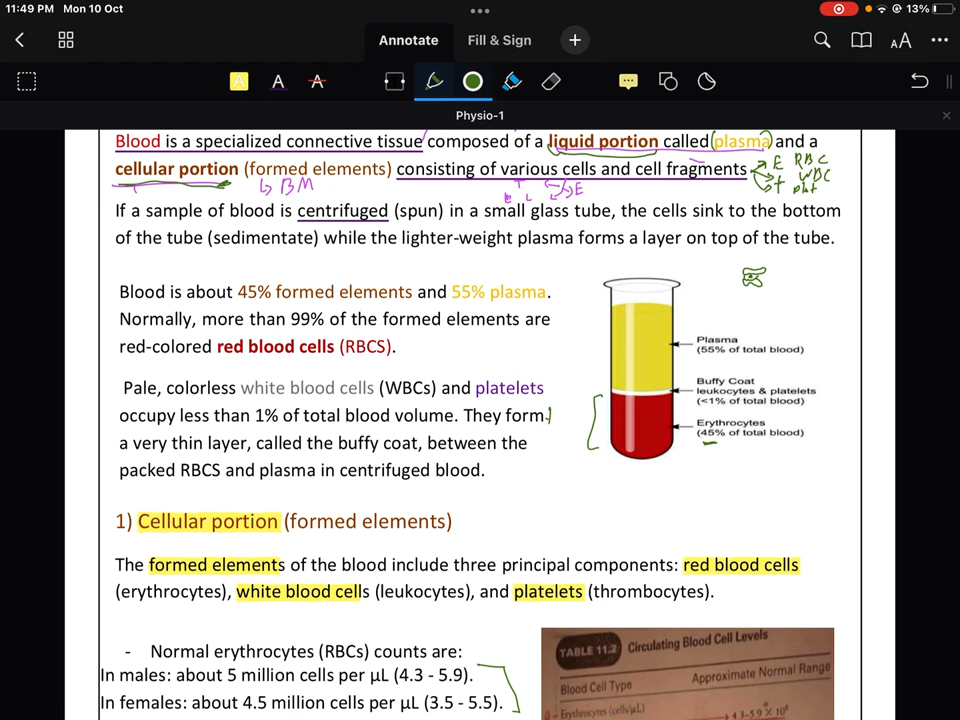 11:49 PM Mon 10 Oct
13%
Annotate
Fill & Sign
A
A
AA
Physio-1
Blood is a specialized connective tissue composed of a liquid portion called plasma and a
cellular portion (formed elements) consisting of various cells and cell fragments
E RBC
WBC
plat
BM
E
L
If a sample of blood is centrifuged (spun) in a small glass tube, the cells sink to the bottom
of the tube (sedimentate) while the lighter-weight plasma forms a layer on top of the tube.
Blood is about 45% formed elements and 55% plasma.
Normally, more than 99% of the formed elements are
red-colored red blood cells (RBCS).
Pale, colorless white blood cells (WBCs) and platelets
occupy less than 1% of total blood volume. They form
a very thin layer, called the buffy coat, between the
packed RBCS and plasma in centrifuged blood.
Plasma
(55% of total blood)
Buffy Coat
leukocytes & platelets
(<1% of total blood)
Erythrocytes
(45% of total blood)
1) Cellular portion (formed elements)
The formed elements of the blood include three principal components: red blood cells
(erythrocytes), white blood cells (leukocytes), and platelets (thrombocytes).
- Normal erythrocytes (RBCs) counts are:
In males: about 5 million cells per μL (4.3 - 5.9).
In females: about 4.5 million cells per μL (3.5 - 5.5).
TABLE 11.2 Circulating Blood Cell Levels
Blood Cell Type Approximate Normal Range
Erythrocytes (cells/μL) 4.3-5.9 × 10⁶